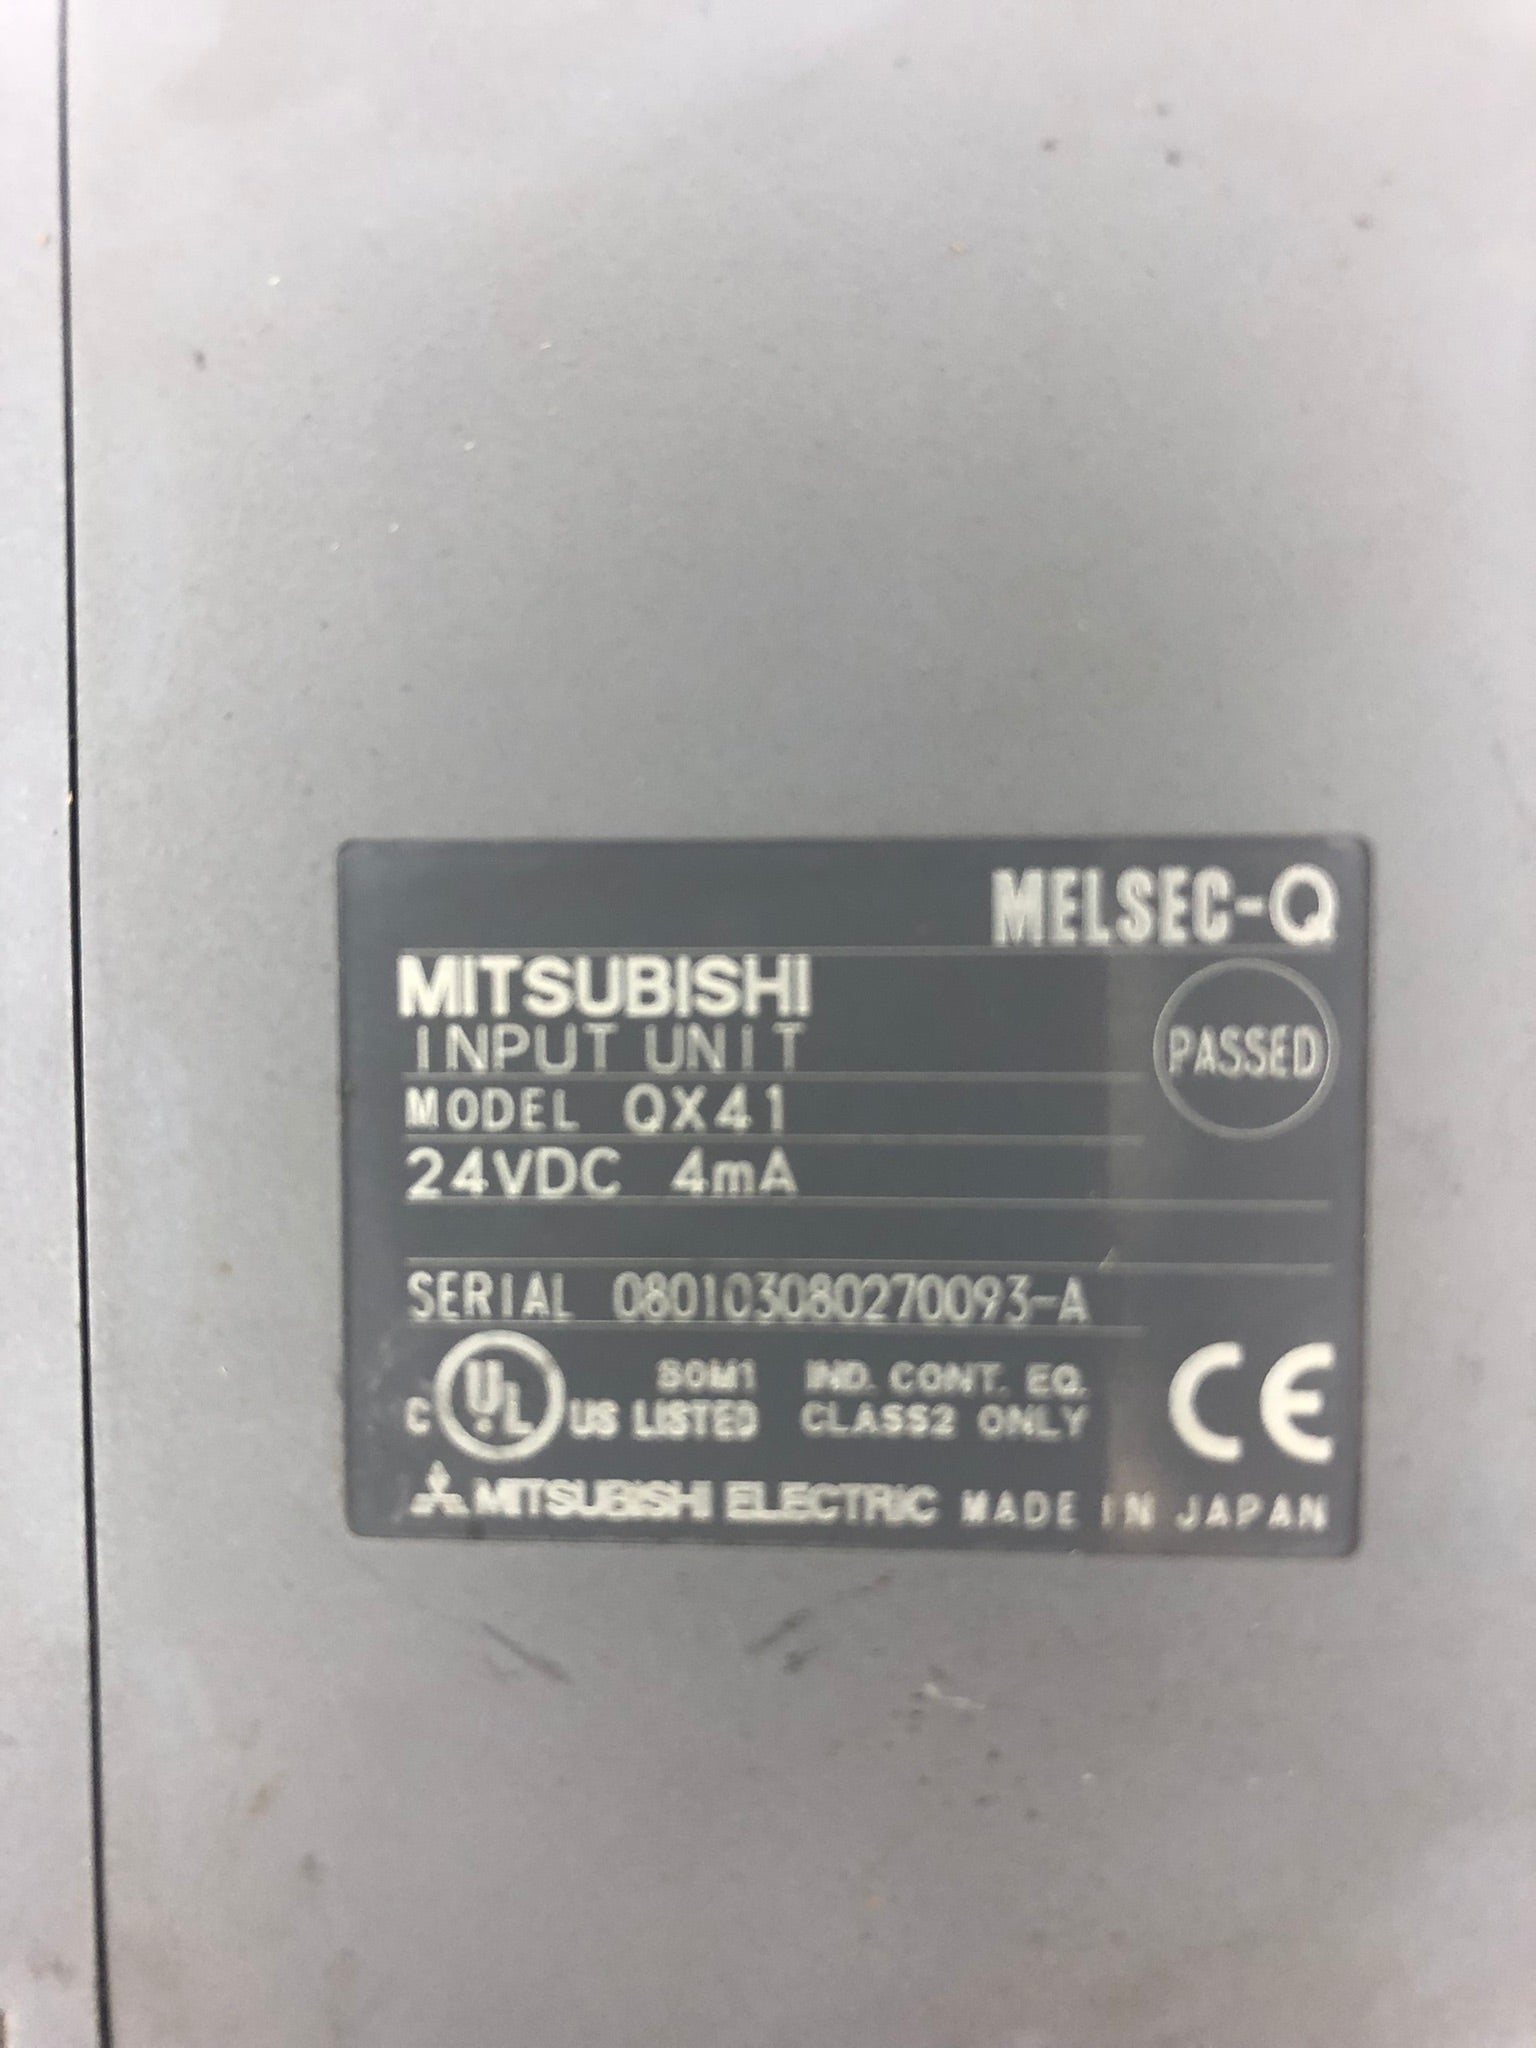 MELSEC-Q
MITSUBISHI
INPUT UNIT
PASSED
MODEL QX41
24VDC 4mA
SERIAL 080103080270093-A
C UL US LISTED
80M1 IND. CONT. EQ.
CLASS2 ONLY
CE
MITSUBISHI ELECTRIC MADE IN JAPAN